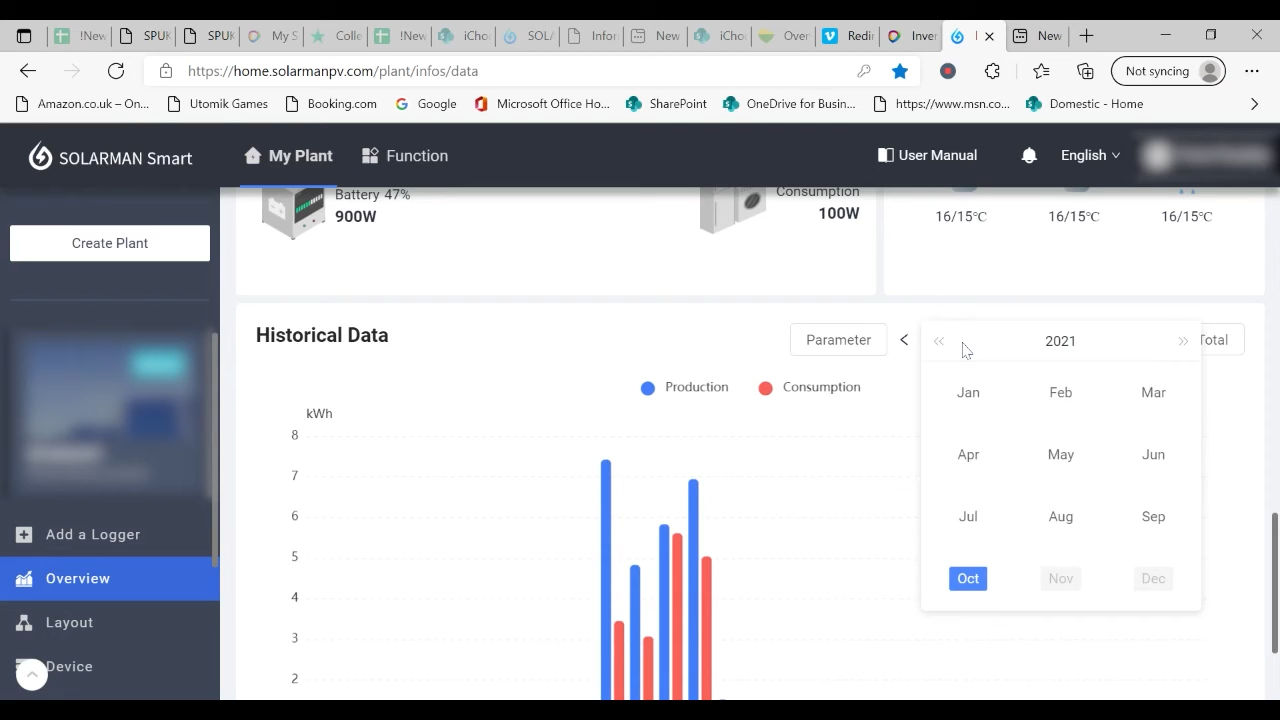 !New
SPUK
SPUK
My S
Colle
!New
iCho
SOL/
Infor
New
iCho
Over
Redir
Inver
New
https://home.solarmanpv.com/plant/infos/data
Not syncing
Amazon.co.uk – On...
Utomik Games
Booking.com
Google
Microsoft Office Ho...
SharePoint
OneDrive for Busin...
https://www.msn.co...
Domestic - Home
SOLARMAN Smart
My Plant
Function
User Manual
English
Create Plant
Add a Logger
Overview
Layout
Device
Battery 47%
900W
Consumption
100W
16/15°C
16/15°C
16/15°C
Historical Data
Parameter
2021
Total
Production
Consumption
kWh
8
7
6
5
4
3
2
Jan
Feb
Mar
Apr
May
Jun
Jul
Aug
Sep
Oct
Nov
Dec